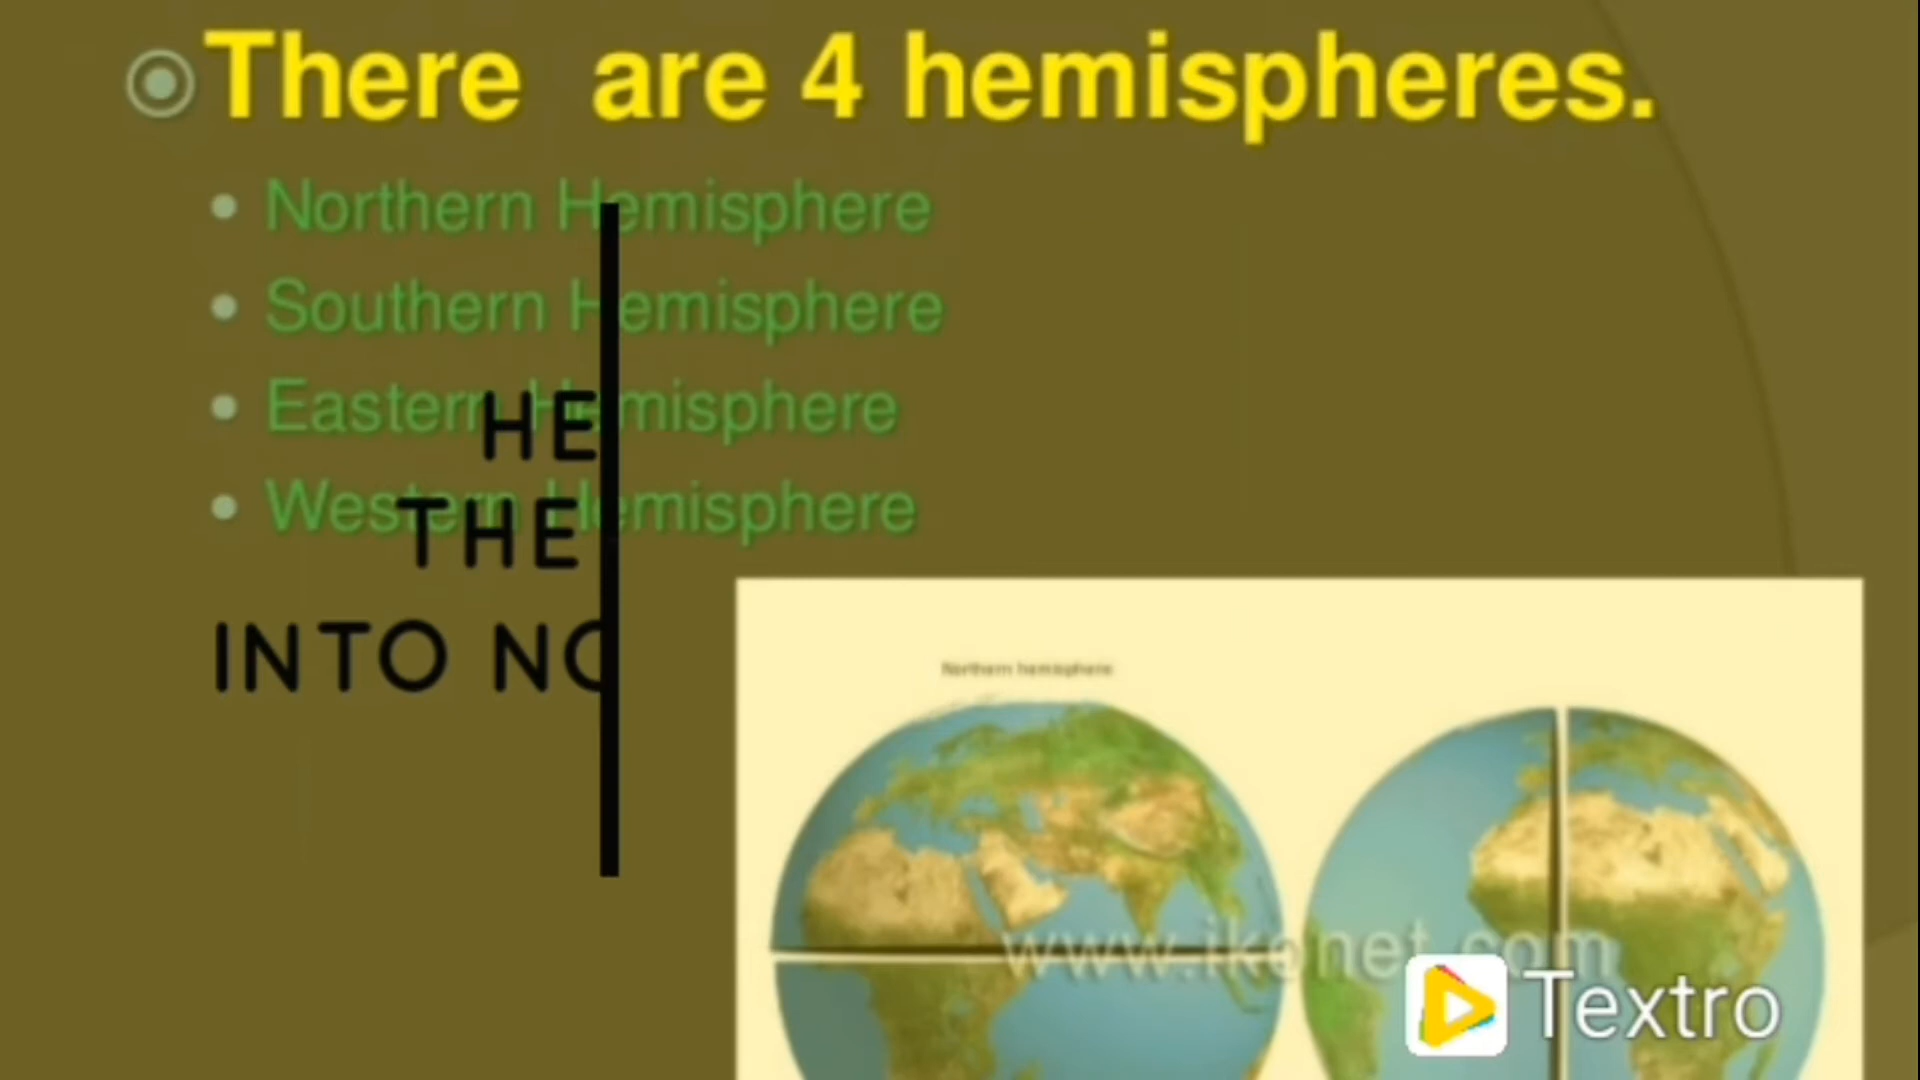 There are 4 hemispheres.
Northern Hemisphere
Southern Hemisphere
Eastern Hemisphere
Western Hemisphere
HE
THE
INTO NO
Northern hemisphere
www.ikonet.com
Textro